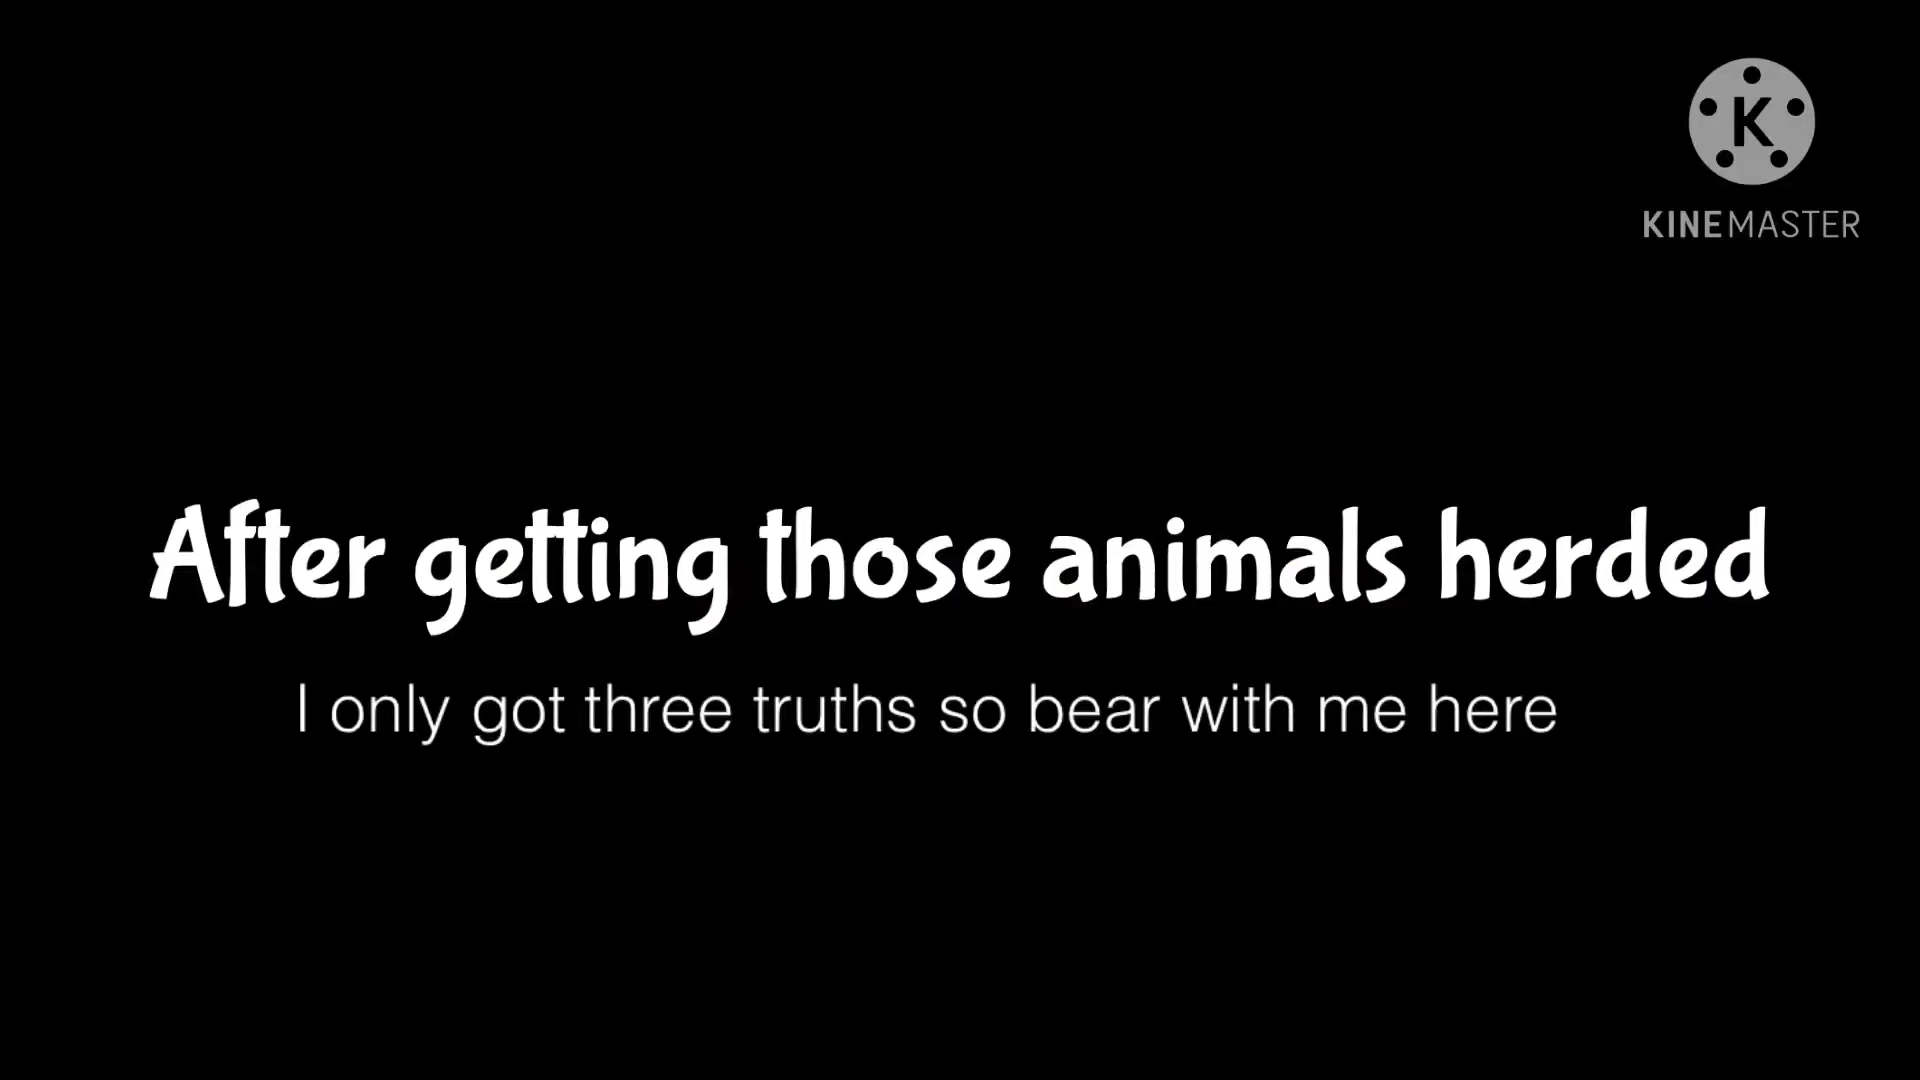 K
KINEMASTER
After getting those animals herded
I only got three truths so bear with me here